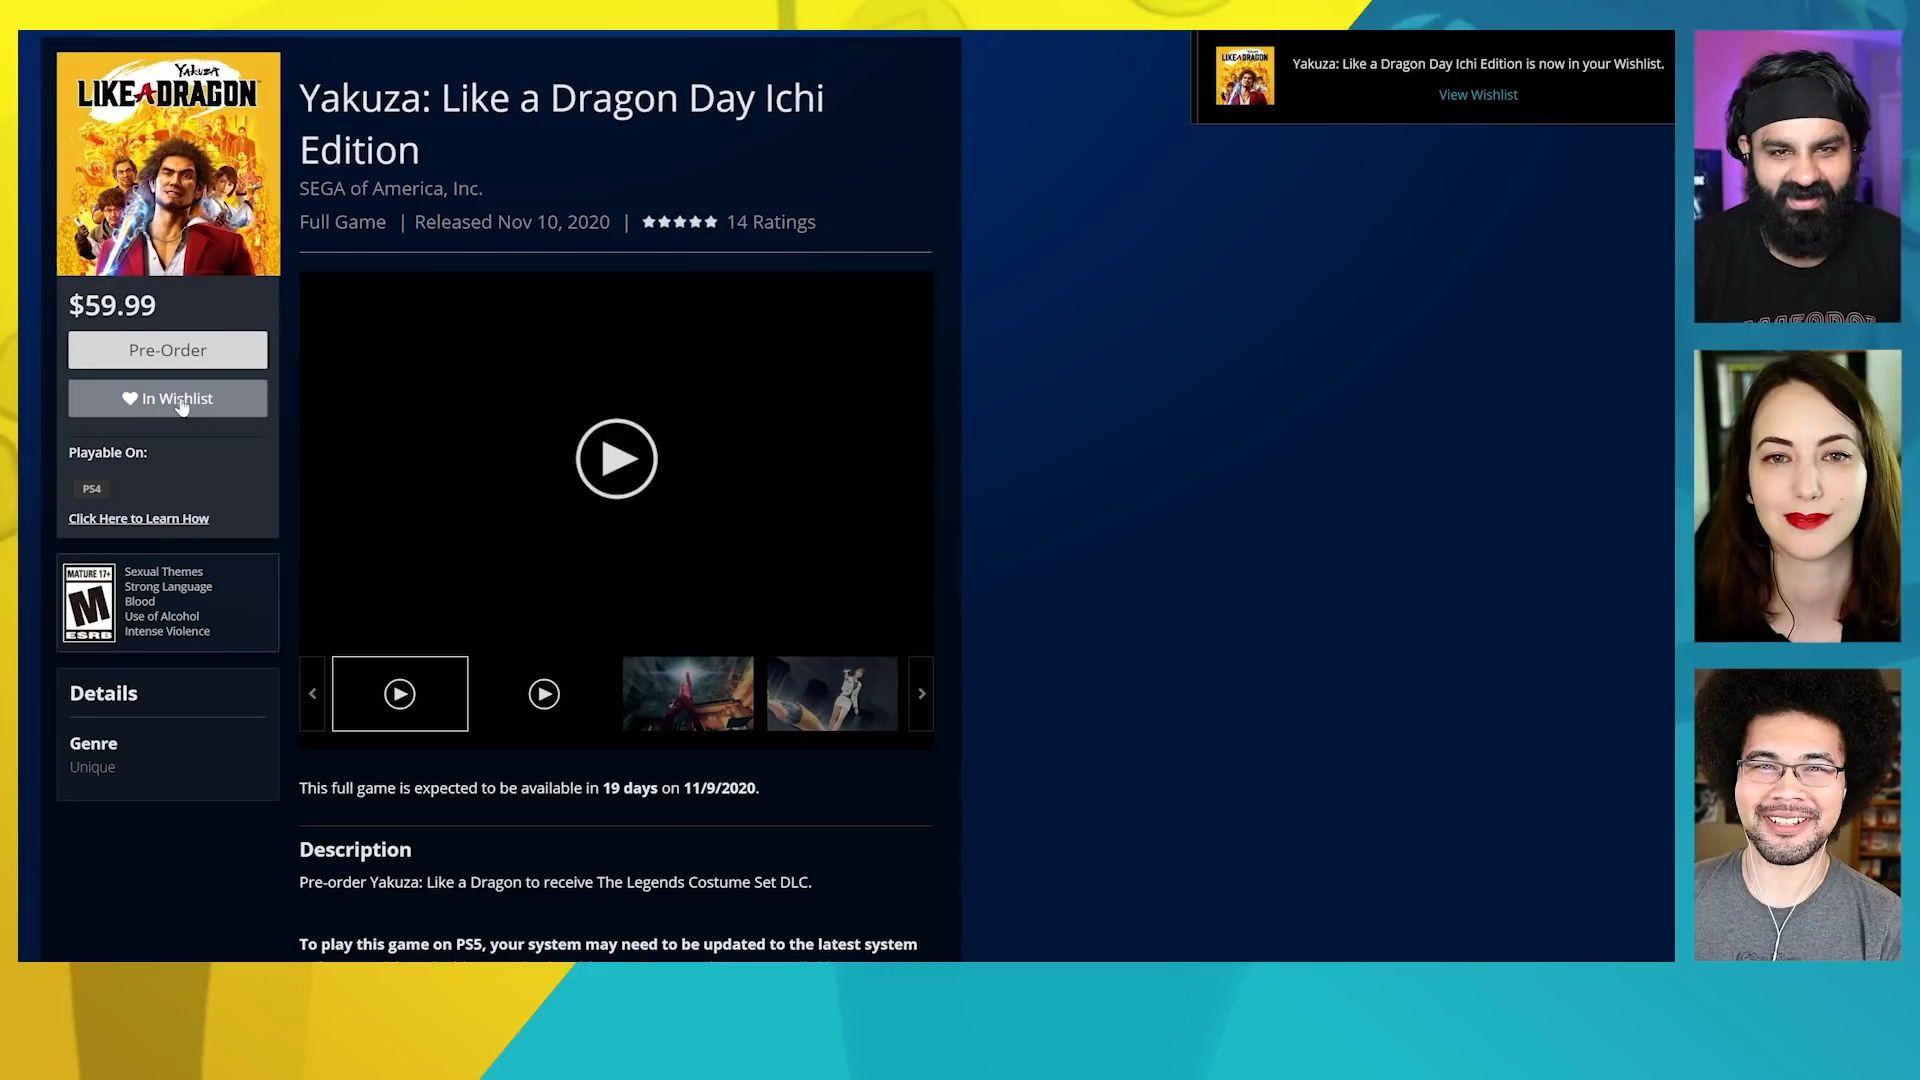 Yakuza
LIKE A DRAGON
$59.99
Pre-Order
In Wishlist
Playable On:
PS4
Click Here to Learn How
MATURE 17+
M
ESRB
Sexual Themes
Strong Language
Blood
Use of Alcohol
Intense Violence
Details
Genre
Unique
Yakuza: Like a Dragon Day Ichi
Edition
SEGA of America, Inc.
Full Game | Released Nov 10, 2020 | 14 Ratings
This full game is expected to be available in 19 days on 11/9/2020.
Description
Pre-order Yakuza: Like a Dragon to receive The Legends Costume Set DLC.
To play this game on PS5, your system may need to be updated to the latest system
Yakuza
LIKE A DRAGON
Yakuza: Like a Dragon Day Ichi Edition is now in your Wishlist.
View Wishlist